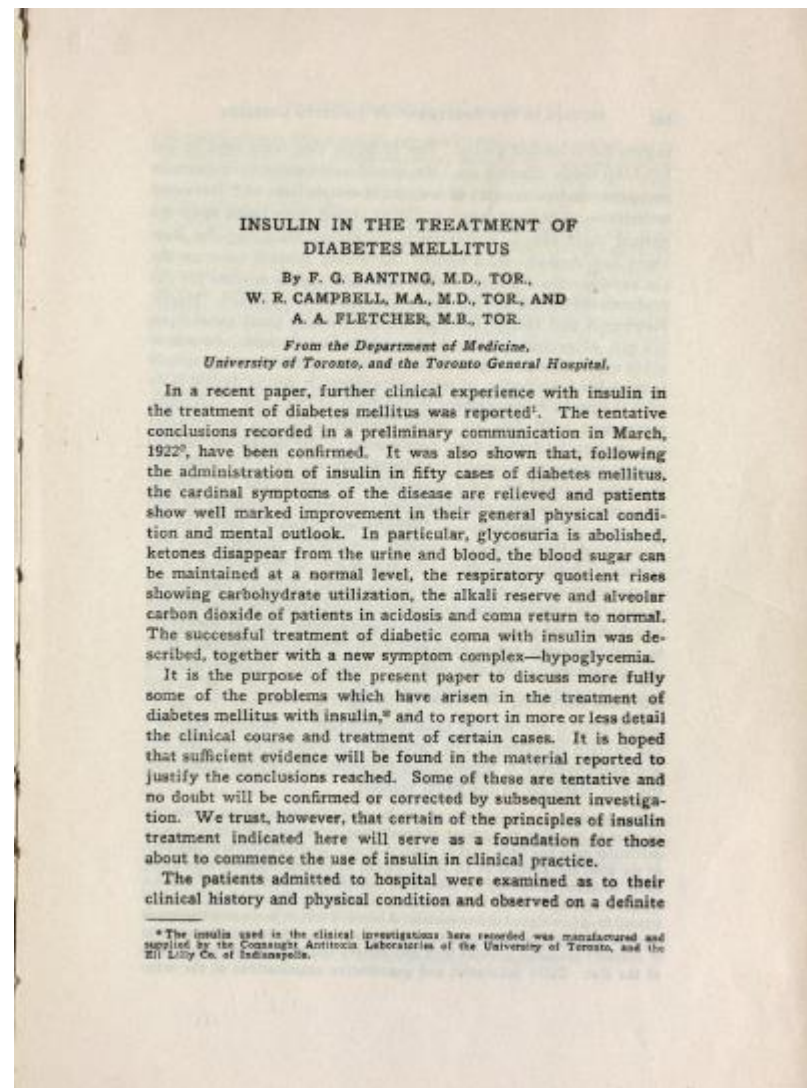 INSULIN IN THE TREATMENT OF
DIABETES MELLITUS
By F. G. BANTING, M.D., TOR.,
W. R. CAMPBELL, M.A., M.D., TOR., AND
A. A. FLETCHER, M.B., TOR.
From the Department of Medicine,
University of Toronto, and the Toronto General Hospital.
In a recent paper, further clinical experience with insulin in
the treatment of diabetes mellitus was reported¹. The tentative
conclusions recorded in a preliminary communication in March,
1922², have been confirmed. It was also shown that, following
the administration of insulin in fifty cases of diabetes mellitus,
the cardinal symptoms of the disease are relieved and patients
show well marked improvement in their general physical condi-
tion and mental outlook. In particular, glycosuria is abolished,
ketones disappear from the urine and blood, the blood sugar can
be maintained at a normal level, the respiratory quotient rises
showing carbohydrate utilization, the alkali reserve and alveolar
carbon dioxide of patients in acidosis and coma return to normal.
The successful treatment of diabetic coma with insulin was de-
scribed, together with a new symptom complex—hypoglycemia.
It is the purpose of the present paper to discuss more fully
some of the problems which have arisen in the treatment of
diabetes mellitus with insulin,* and to report in more or less detail
the clinical course and treatment of certain cases. It is hoped
that sufficient evidence will be found in the material reported to
justify the conclusions reached. Some of these are tentative and
no doubt will be confirmed or corrected by subsequent investiga-
tion. We trust, however, that certain of the principles of insulin
treatment indicated here will serve as a foundation for those
about to commence the use of insulin in clinical practice.
The patients admitted to hospital were examined as to their
clinical history and physical condition and observed on a definite
*The insulin used in the clinical investigations here recorded was manufactured and
supplied by the Connaught Antitoxin Laboratories of the University of Toronto, and the
Eli Lilly Co. of Indianapolis.